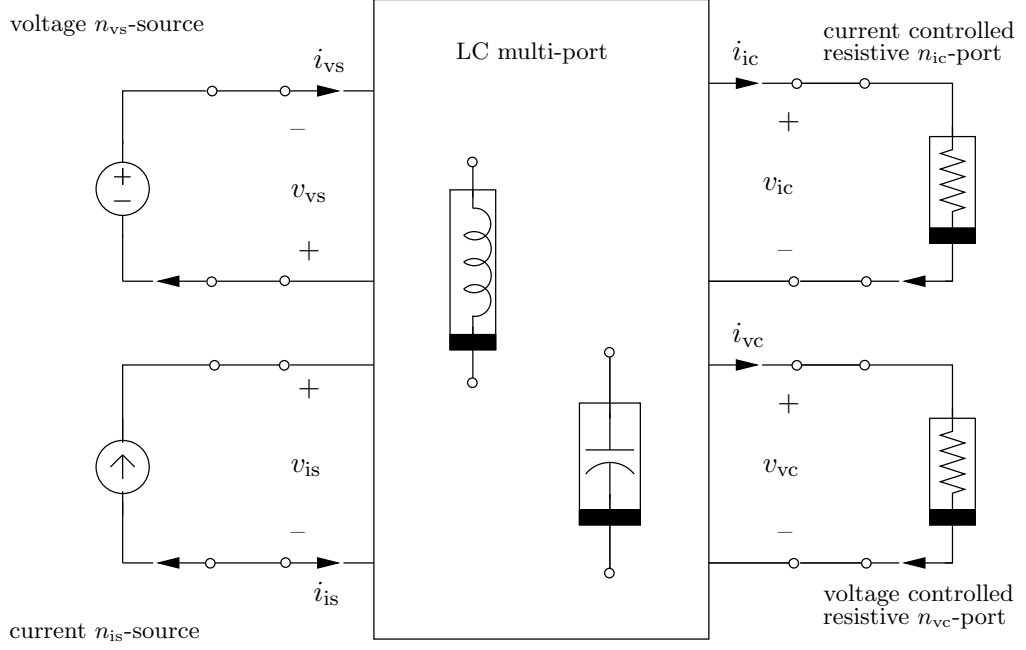 voltage n_vs-source
i_vs
−
v_vs
+
+
−
+
v_is
−
i_is
current n_is-source
LC multi-port
i_ic
+
v_ic
−
current controlled
resistive n_ic-port
i_vc
+
v_vc
−
voltage controlled
resistive n_vc-port